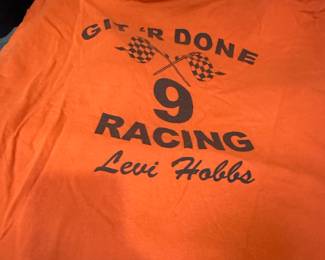 GIT 'R DONE
9
RACING
Levi Hobbs